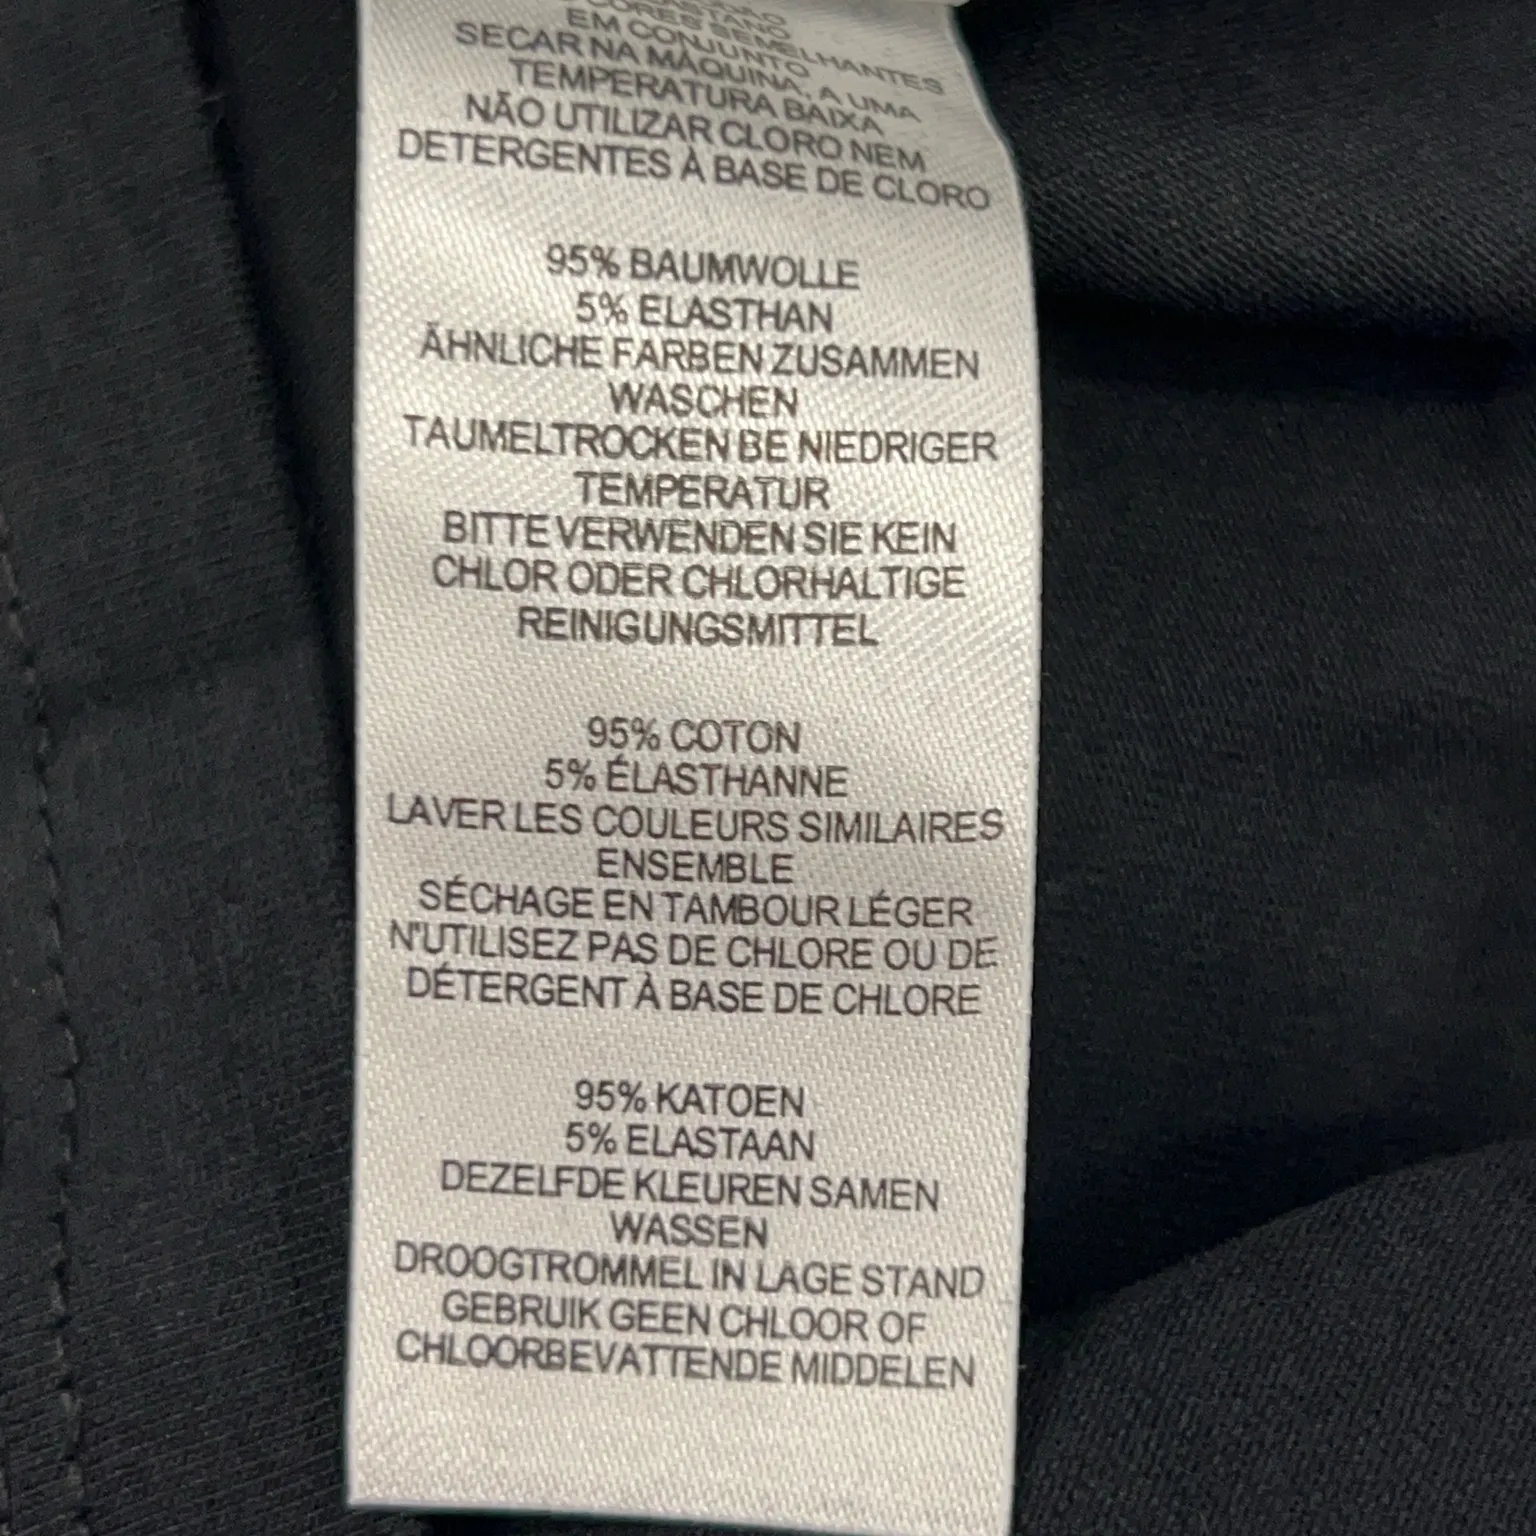 ELASTANO
CORES SEMELHANTES
EM CONJUNTO
SECAR NA MÁQUINA, A UMA
TEMPERATURA BAIXA
NÃO UTILIZAR CLORO NEM
DETERGENTES À BASE DE CLORO
95% BAUMWOLLE
5% ELASTHAN
ÄHNLICHE FARBEN ZUSAMMEN
WASCHEN
TAUMELTROCKEN BE NIEDRIGER
TEMPERATUR
BITTE VERWENDEN SIE KEIN
CHLOR ODER CHLORHALTIGE
REINIGUNGSMITTEL
95% COTON
5% ÉLASTHANNE
LAVER LES COULEURS SIMILAIRES
ENSEMBLE
SÉCHAGE EN TAMBOUR LÉGER
N'UTILISEZ PAS DE CHLORE OU DE
DÉTERGENT À BASE DE CHLORE
95% KATOEN
5% ELASTAAN
DEZELFDE KLEUREN SAMEN
WASSEN
DROOGTROMMEL IN LAGE STAND
GEBRUIK GEEN CHLOOR OF
CHLOORBEVATTENDE MIDDELEN